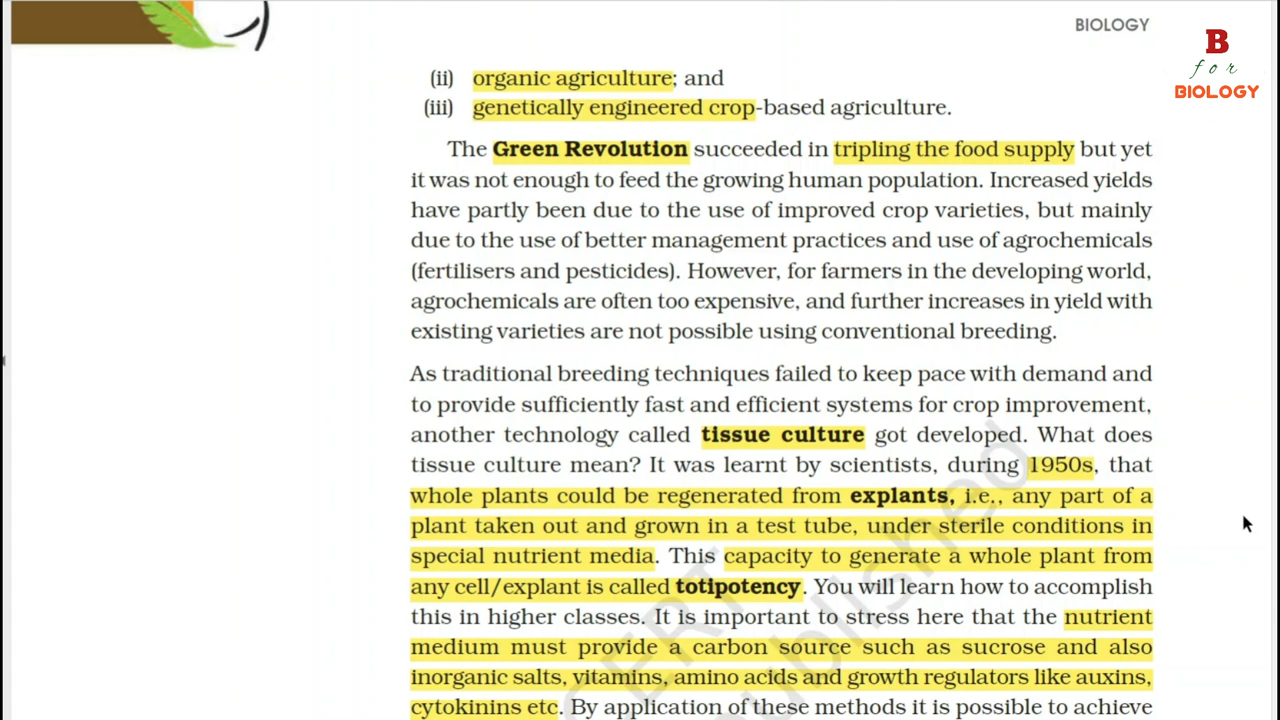 BIOLOGY
B
for
BIOLOGY
(ii) organic agriculture; and
(iii) genetically engineered crop-based agriculture.
The Green Revolution succeeded in tripling the food supply but yet
it was not enough to feed the growing human population. Increased yields
have partly been due to the use of improved crop varieties, but mainly
due to the use of better management practices and use of agrochemicals
(fertilisers and pesticides). However, for farmers in the developing world,
agrochemicals are often too expensive, and further increases in yield with
existing varieties are not possible using conventional breeding.
As traditional breeding techniques failed to keep pace with demand and
to provide sufficiently fast and efficient systems for crop improvement,
another technology called tissue culture got developed. What does
tissue culture mean? It was learnt by scientists, during 1950s, that
whole plants could be regenerated from explants, i.e., any part of a
plant taken out and grown in a test tube, under sterile conditions in
special nutrient media. This capacity to generate a whole plant from
any cell/explant is called totipotency. You will learn how to accomplish
this in higher classes. It is important to stress here that the nutrient
medium must provide a carbon source such as sucrose and also
inorganic salts, vitamins, amino acids and growth regulators like auxins,
cytokinins etc. By application of these methods it is possible to achieve